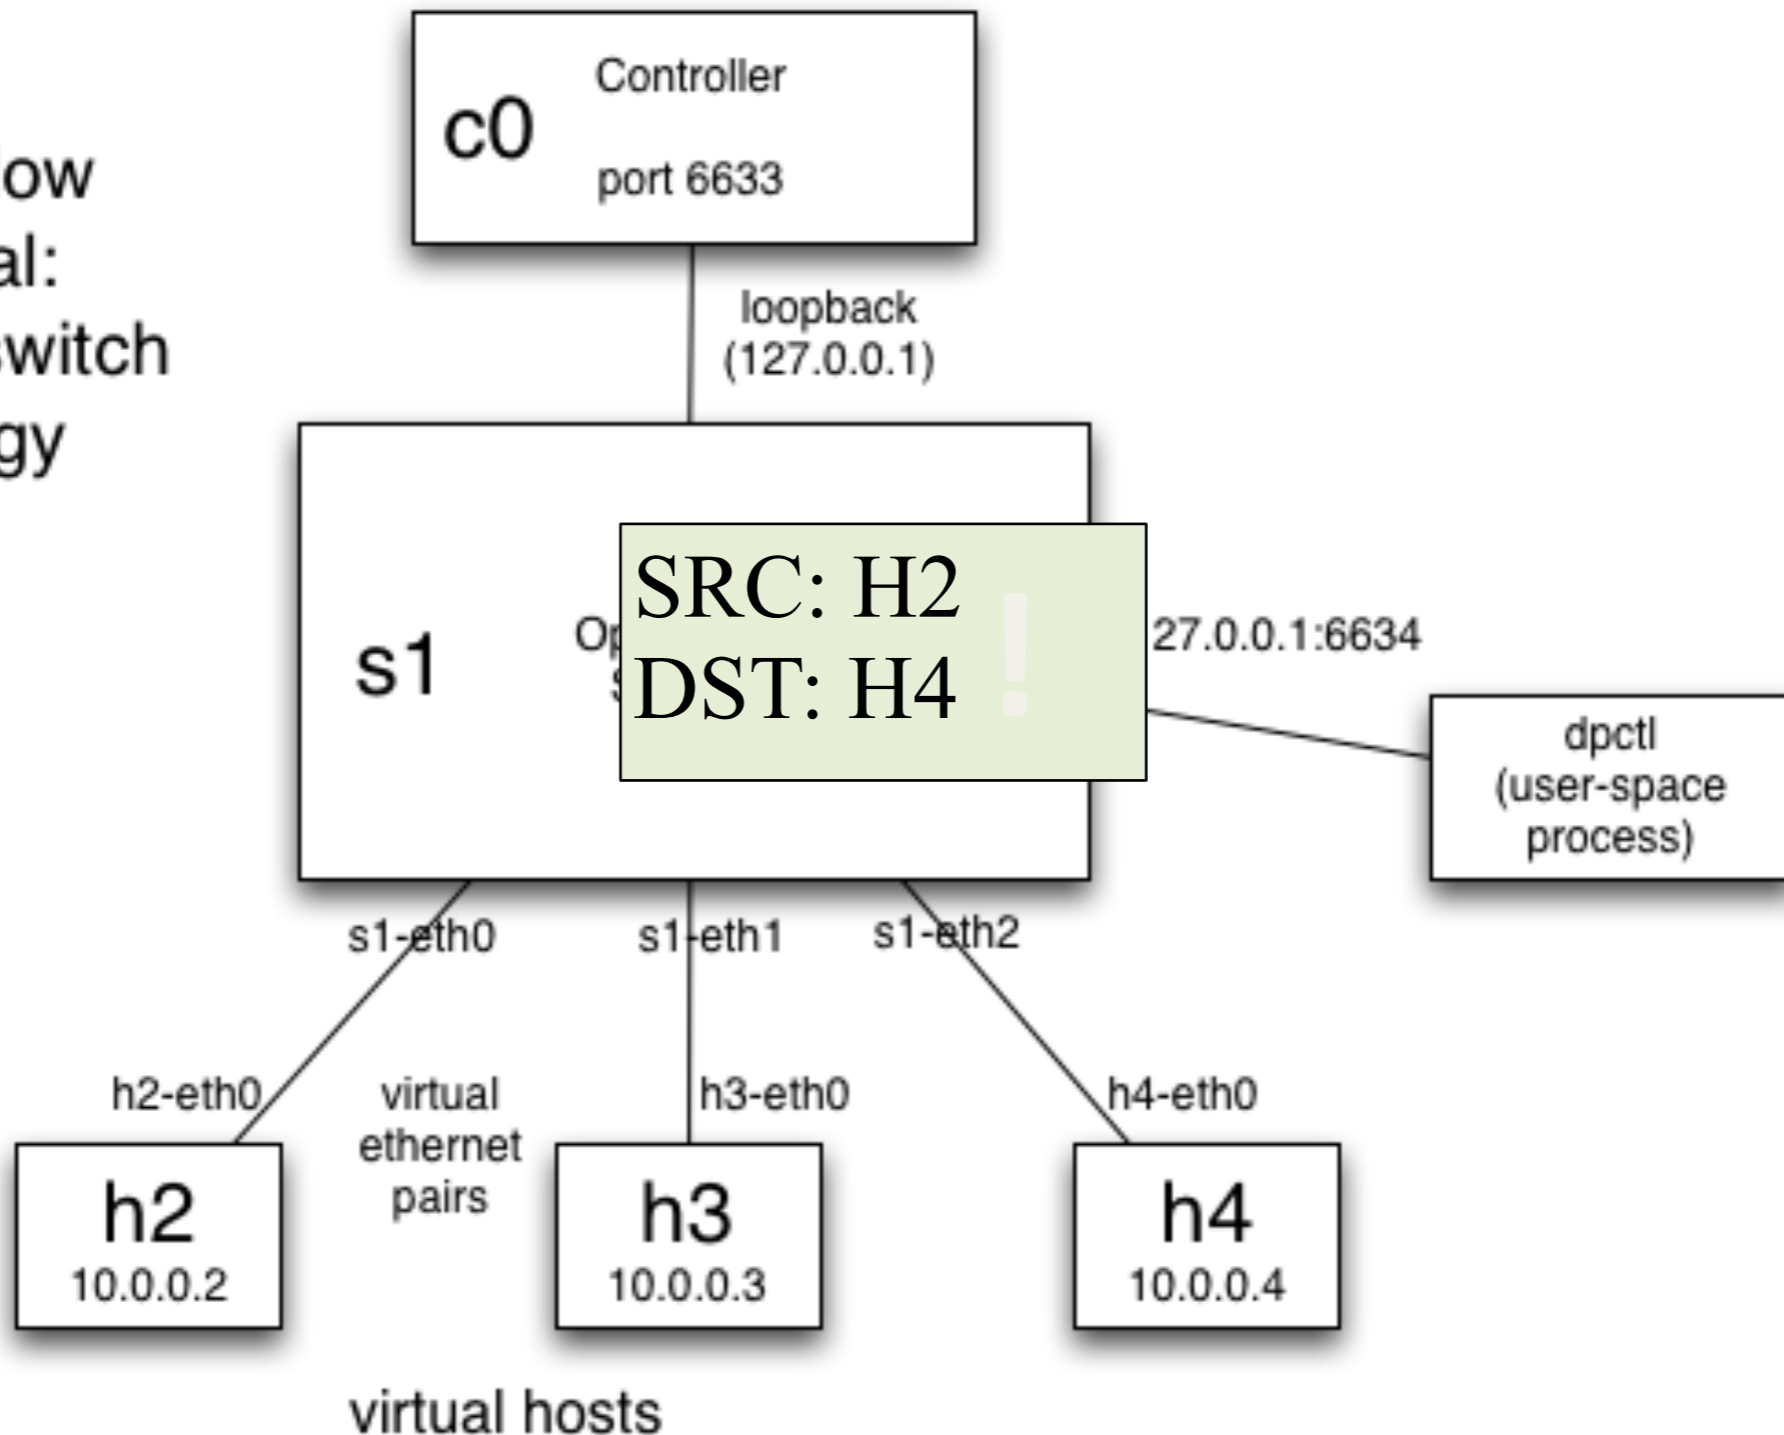 Controller
c0
port 6633
low
al:
switch
gy
loopback
(127.0.0.1)
SRC: H2
DST: H4
!
s1
Op
27.0.0.1:6634
dpctl
(user-space
process)
s1-eth0
s1-eth1
s1-eth2
h2-eth0
virtual
ethernet
pairs
h3-eth0
h4-eth0
h2
10.0.0.2
h3
10.0.0.3
h4
10.0.0.4
virtual hosts